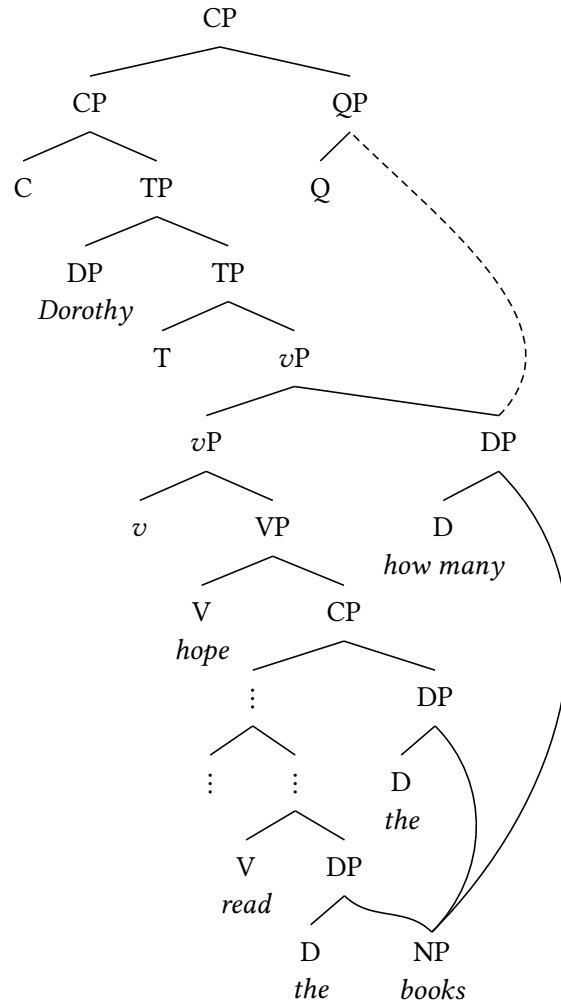 CP
CP QP
C TP Q
DP TP
Dorothy
T vP
vP DP
v VP D
how many
V CP
hope
⋮ DP
⋮ ⋮ D
the
V DP
read
D NP
the books